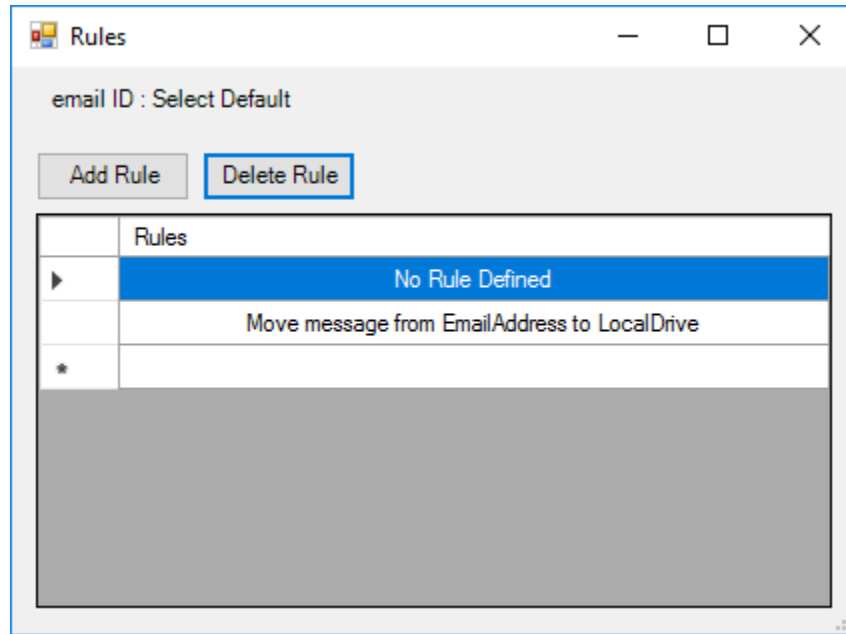 Rules
email ID : Select Default
Add Rule Delete Rule
Rules
No Rule Defined
Move message from EmailAddress to LocalDrive